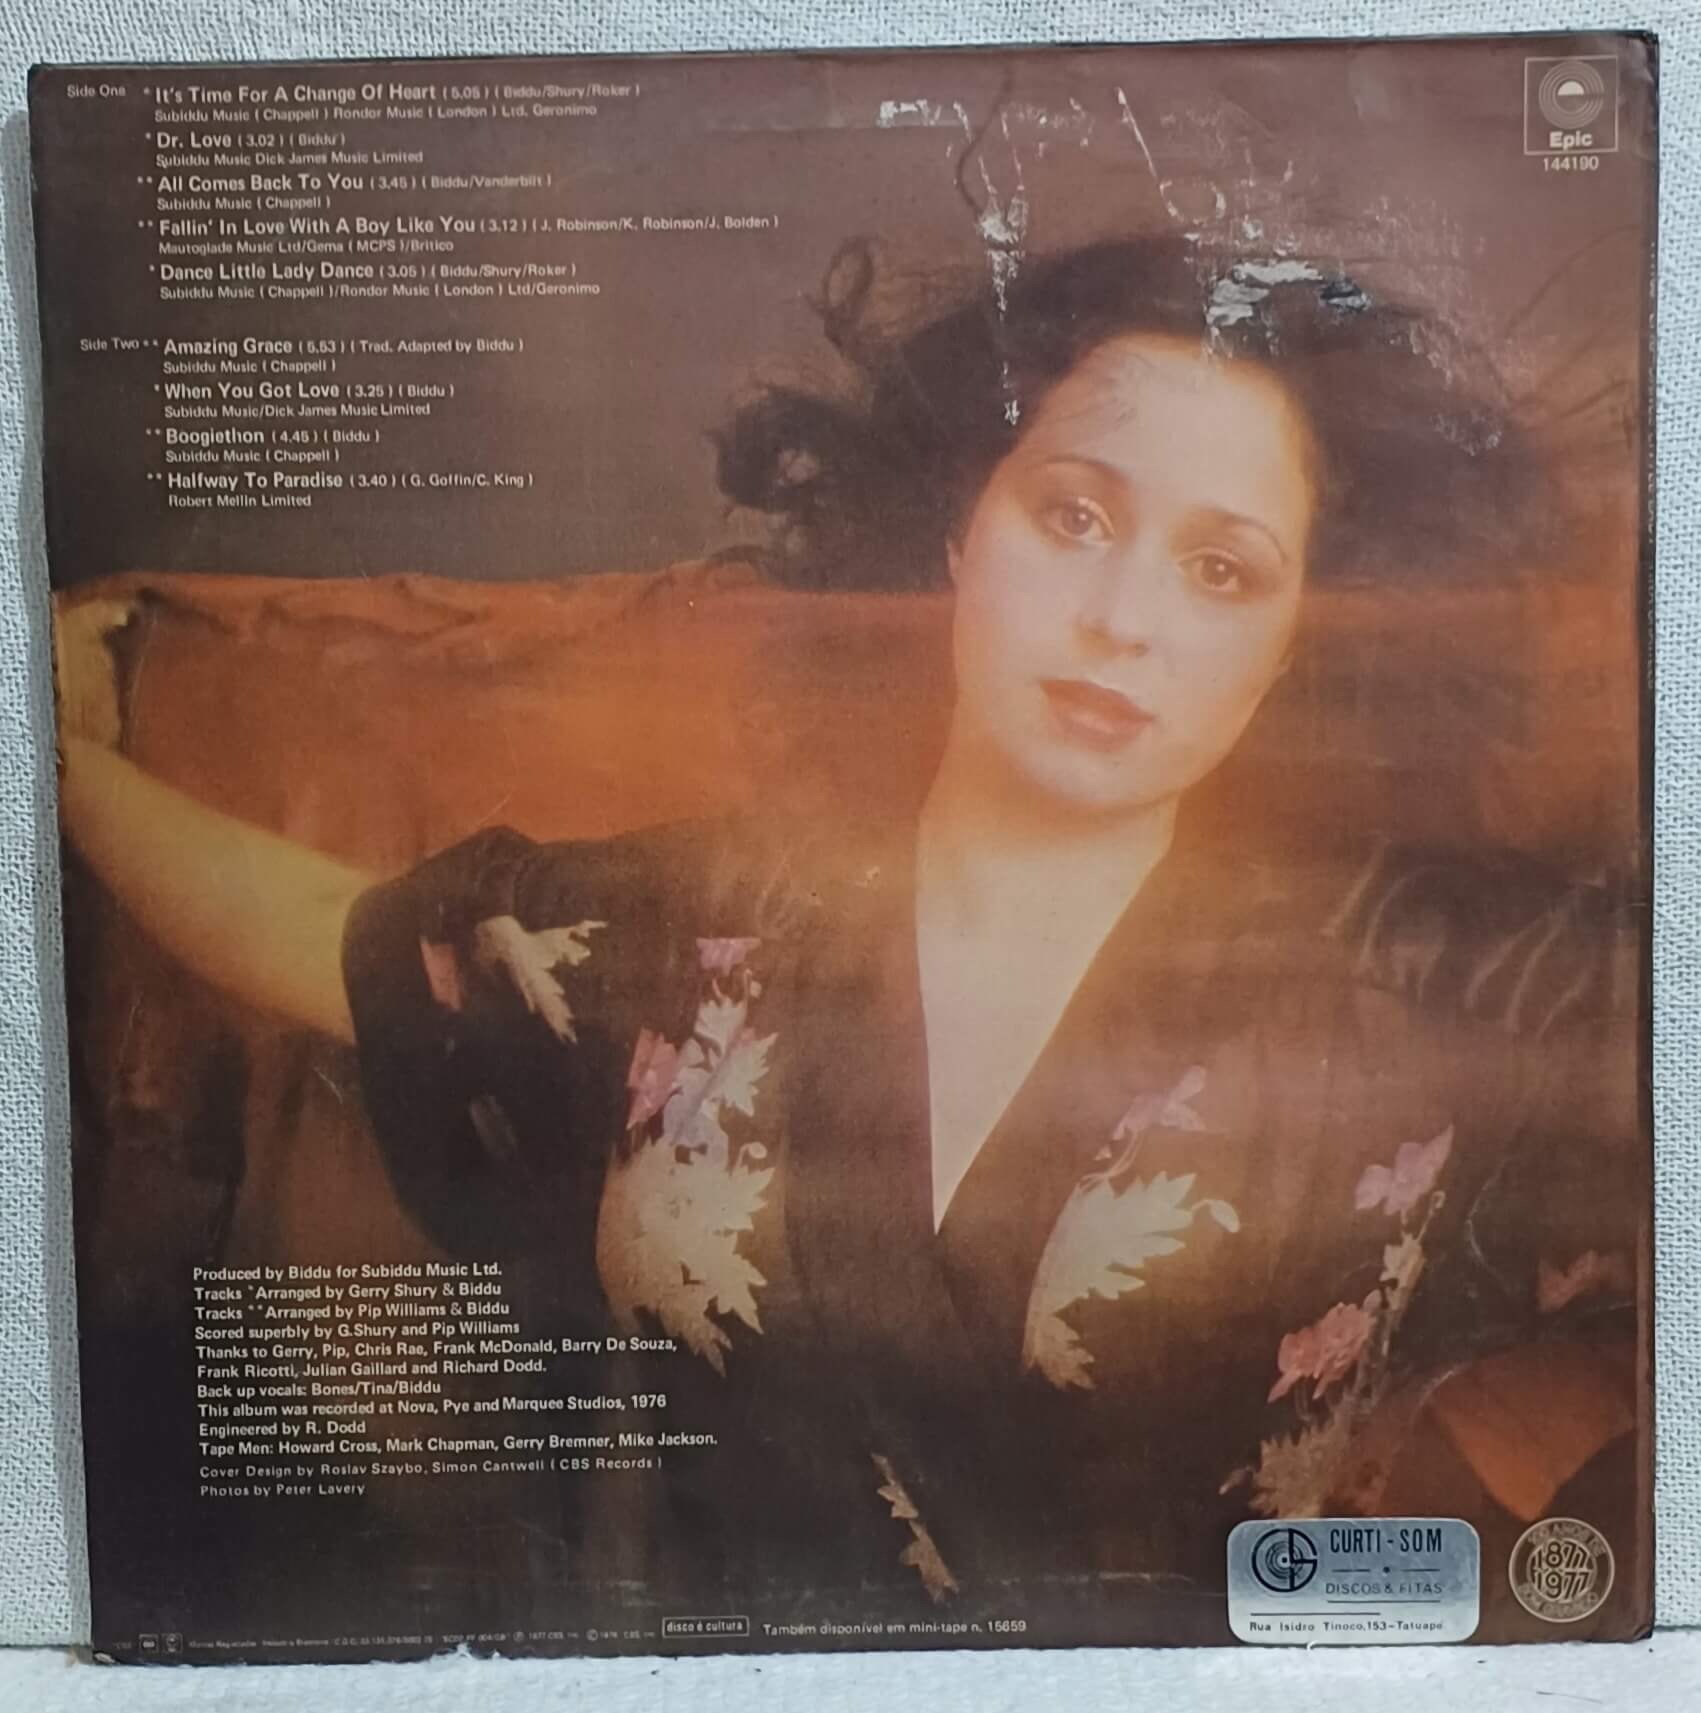 Side One * It's Time For A Change Of Heart ( 5.05 ) ( Biddu/Shury/Roker )
Subiddu Music ( Chappell ) Rondor Music ( London ) Ltd. Geronimo
* Dr. Love ( 3.02 ) ( Biddu )
Subiddu Music Dick James Music Limited
** All Comes Back To You ( 3.45 ) ( Biddu/Vanderbilt )
Subiddu Music ( Chappell )
** Fallin' In Love With A Boy Like You ( 3.12 ) ( J. Robinson/K. Robinson/J. Bolden )
Mautoglade Music Ltd/Gema ( MCPS )/Britico
* Dance Little Lady Dance ( 3.05 ) ( Biddu/Shury/Roker )
Subiddu Music ( Chappell )/Rondor Music ( London ) Ltd/Geronimo
Side Two ** Amazing Grace ( 5.53 ) ( Trad. Adapted by Biddu )
Subiddu Music ( Chappell )
* When You Got Love ( 3.25 ) ( Biddu )
Subiddu Music/Dick James Music Limited
** Boogiethon ( 4.45 ) ( Biddu )
Subiddu Music ( Chappell )
** Halfway To Paradise ( 3.40 ) ( G. Goffin/C. King )
Robert Mellin Limited
Epic
144190
Produced by Biddu for Subiddu Music Ltd.
Tracks *Arranged by Gerry Shury & Biddu
Tracks **Arranged by Pip Williams & Biddu
Scored superbly by G.Shury and Pip Williams
Thanks to Gerry, Pip, Chris Rae, Frank McDonald, Barry De Souza,
Frank Ricotti, Julian Gaillard and Richard Dodd.
Back up vocals: Bones/Tina/Biddu
This album was recorded at Nova, Pye and Marquee Studios, 1976
Engineered by R. Dodd
Tape Men: Howard Cross, Mark Chapman, Gerry Bremner, Mike Jackson.
Cover Design by Roslav Szaybo, Simon Cantwell ( CBS Records )
Photos by Peter Lavery
disco é cultura
Também disponível em mini-tape n. 15659
CURTI-SOM
DISCOS & FITAS
Rua Isidro Tinoco,153-Tatuapé
1877
1977